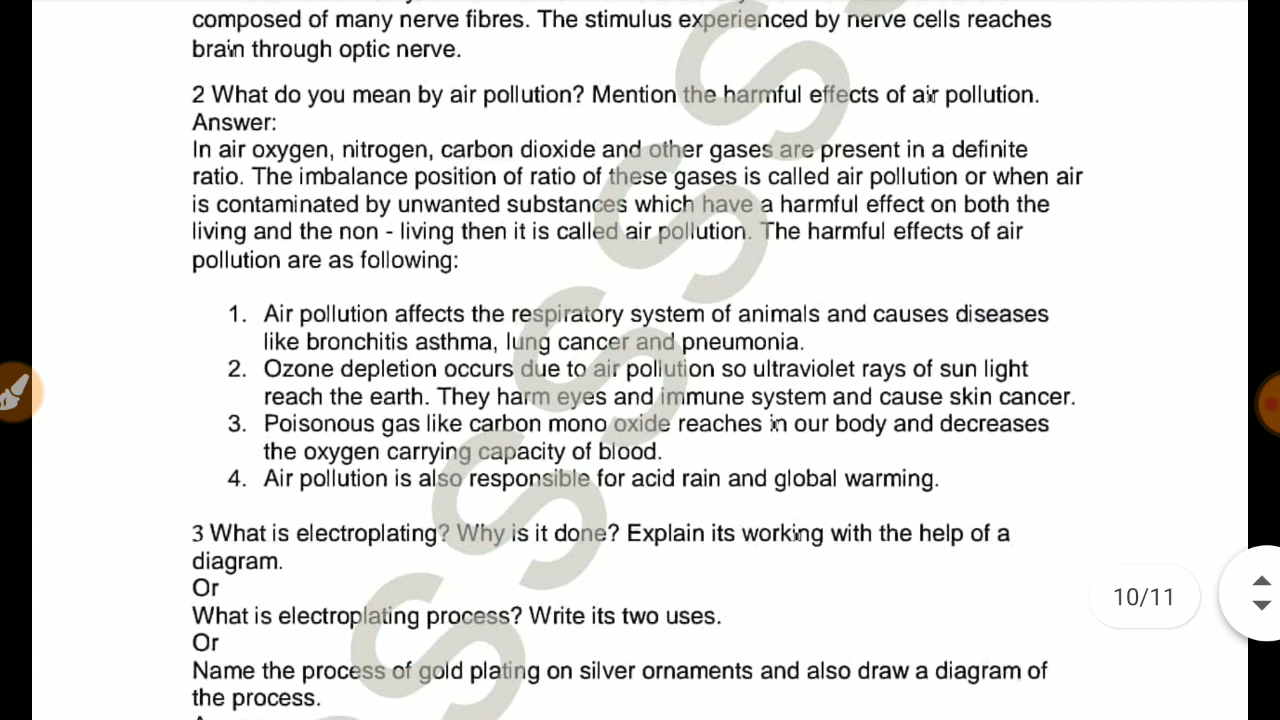 composed of many nerve fibres. The stimulus experienced by nerve cells reaches
brain through optic nerve.
2 What do you mean by air pollution? Mention the harmful effects of air pollution.
Answer:
In air oxygen, nitrogen, carbon dioxide and other gases are present in a definite
ratio. The imbalance position of ratio of these gases is called air pollution or when air
is contaminated by unwanted substances which have a harmful effect on both the
living and the non - living then it is called air pollution. The harmful effects of air
pollution are as following:
1. Air pollution affects the respiratory system of animals and causes diseases
like bronchitis asthma, lung cancer and pneumonia.
2. Ozone depletion occurs due to air pollution so ultraviolet rays of sun light
reach the earth. They harm eyes and immune system and cause skin cancer.
3. Poisonous gas like carbon mono oxide reaches in our body and decreases
the oxygen carrying capacity of blood.
4. Air pollution is also responsible for acid rain and global warming.
3 What is electroplating? Why is it done? Explain its working with the help of a
diagram.
Or
What is electroplating process? Write its two uses.
Or
Name the process of gold plating on silver ornaments and also draw a diagram of
the process.
10/11